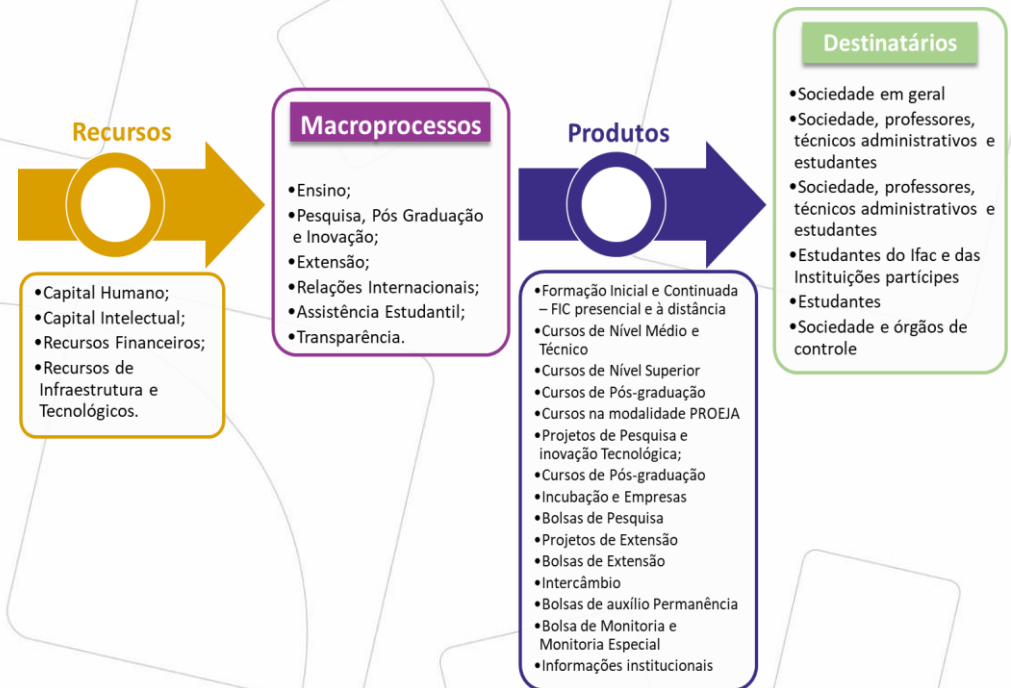 Recursos
•Capital Humano;
•Capital Intelectual;
•Recursos Financeiros;
•Recursos de
Infraestrutura e
Tecnológicos.
Macroprocessos
•Ensino;
•Pesquisa, Pós Graduação
e Inovação;
•Extensão;
•Relações Internacionais;
•Assistência Estudantil;
•Transparência.
Produtos
•Formação Inicial e Continuada
– FIC presencial e à distância
•Cursos de Nível Médio e
Técnico
•Cursos de Nível Superior
•Cursos de Pós-graduação
•Cursos na modalidade PROEJA
•Projetos de Pesquisa e
inovação Tecnológica;
•Cursos de Pós-graduação
•Incubação e Empresas
•Bolsas de Pesquisa
•Projetos de Extensão
•Bolsas de Extensão
•Intercâmbio
•Bolsas de auxílio Permanência
•Bolsa de Monitoria e
Monitoria Especial
•Informações institucionais
Destinatários
•Sociedade em geral
•Sociedade, professores,
técnicos administrativos e
estudantes
•Sociedade, professores,
técnicos administrativos e
estudantes
•Estudantes do Ifac e das
Instituições partícipes
•Estudantes
•Sociedade e órgãos de
controle